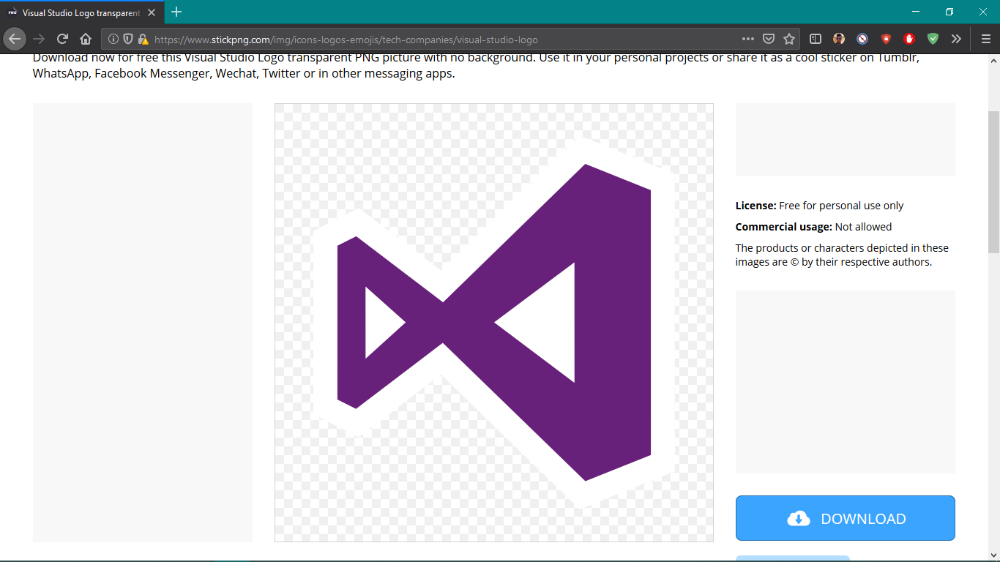 Visual Studio Logo transparent
https://www.stickpng.com/img/icons-logos-emojis/tech-companies/visual-studio-logo
Download now for free this Visual Studio Logo transparent PNG picture with no background. Use it in your personal projects or share it as a cool sticker on Tumblr,
WhatsApp, Facebook Messenger, Wechat, Twitter or in other messaging apps.
License: Free for personal use only
Commercial usage: Not allowed
The products or characters depicted in these
images are © by their respective authors.
DOWNLOAD